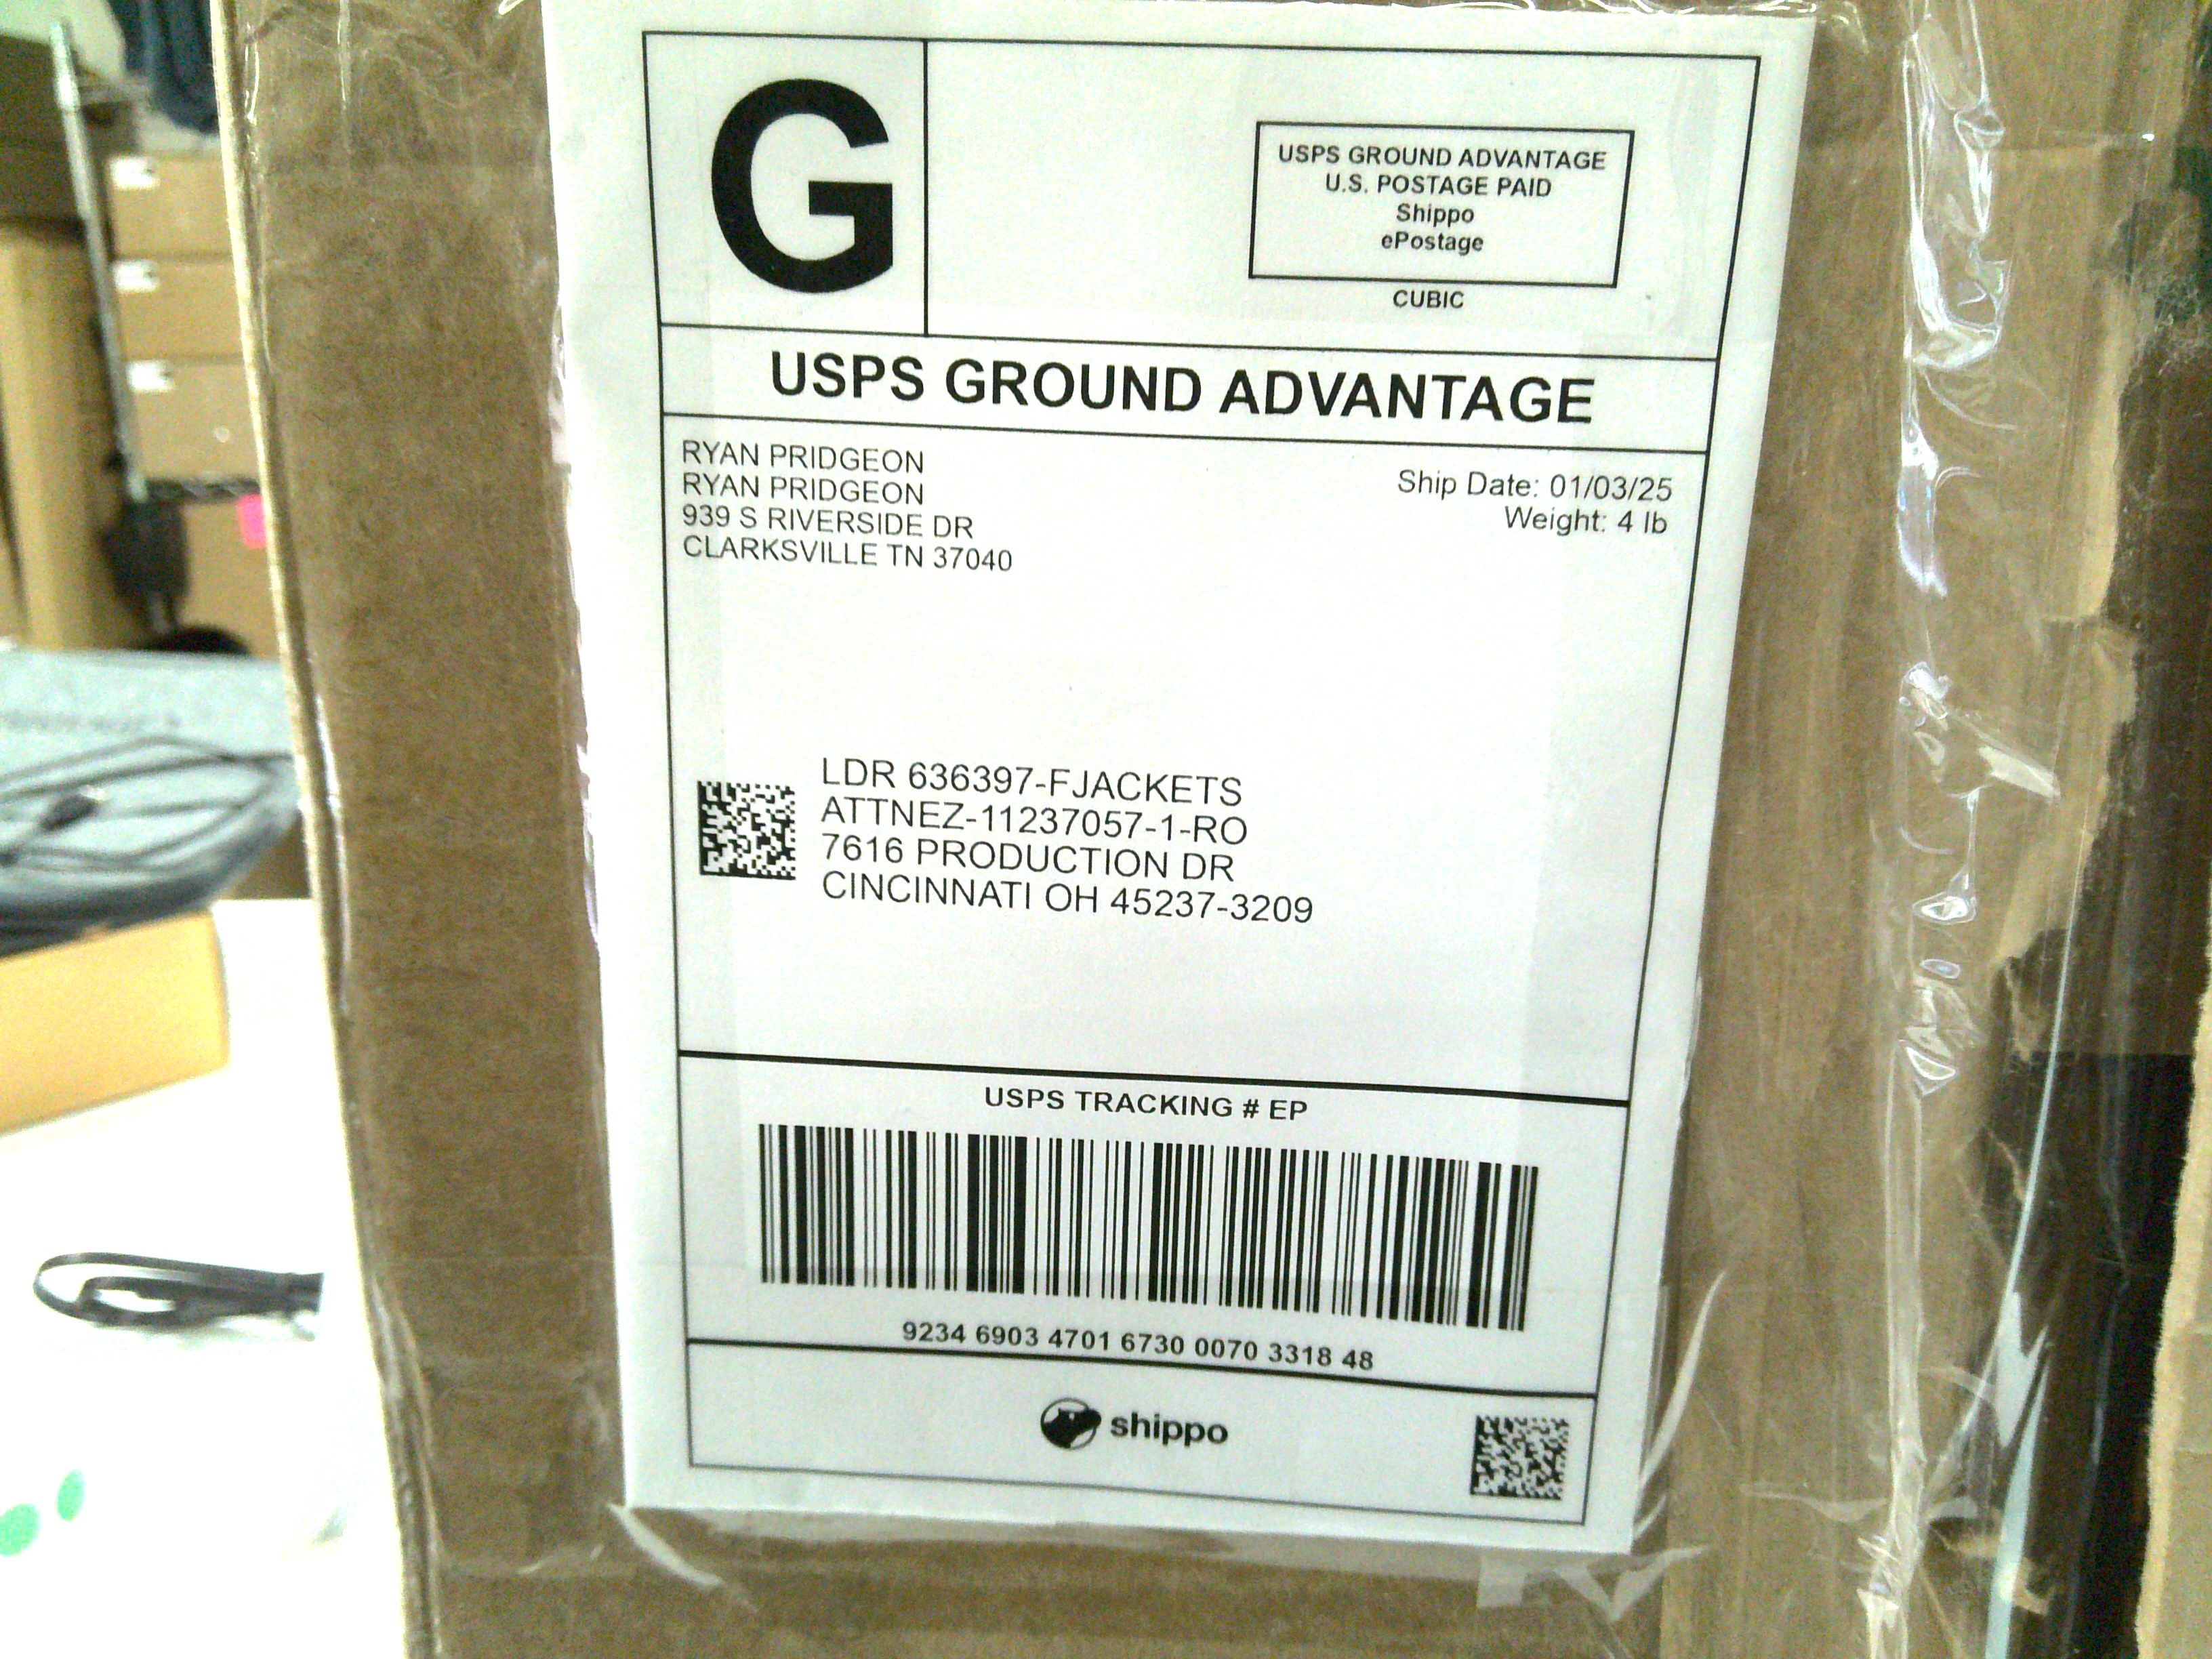 G
USPS GROUND ADVANTAGE
U.S. POSTAGE PAID
Shippo
ePostage
CUBIC
USPS GROUND ADVANTAGE
RYAN PRIDGEON
RYAN PRIDGEON
939 S RIVERSIDE DR
CLARKSVILLE TN 37040
Ship Date: 01/03/25
Weight: 4 lb
LDR 636397-FJACKETS
ATTNEZ-11237057-1-RO
7616 PRODUCTION DR
CINCINNATI OH 45237-3209
USPS TRACKING # EP
9234 6903 4701 6730 0070 3318 48
shippo